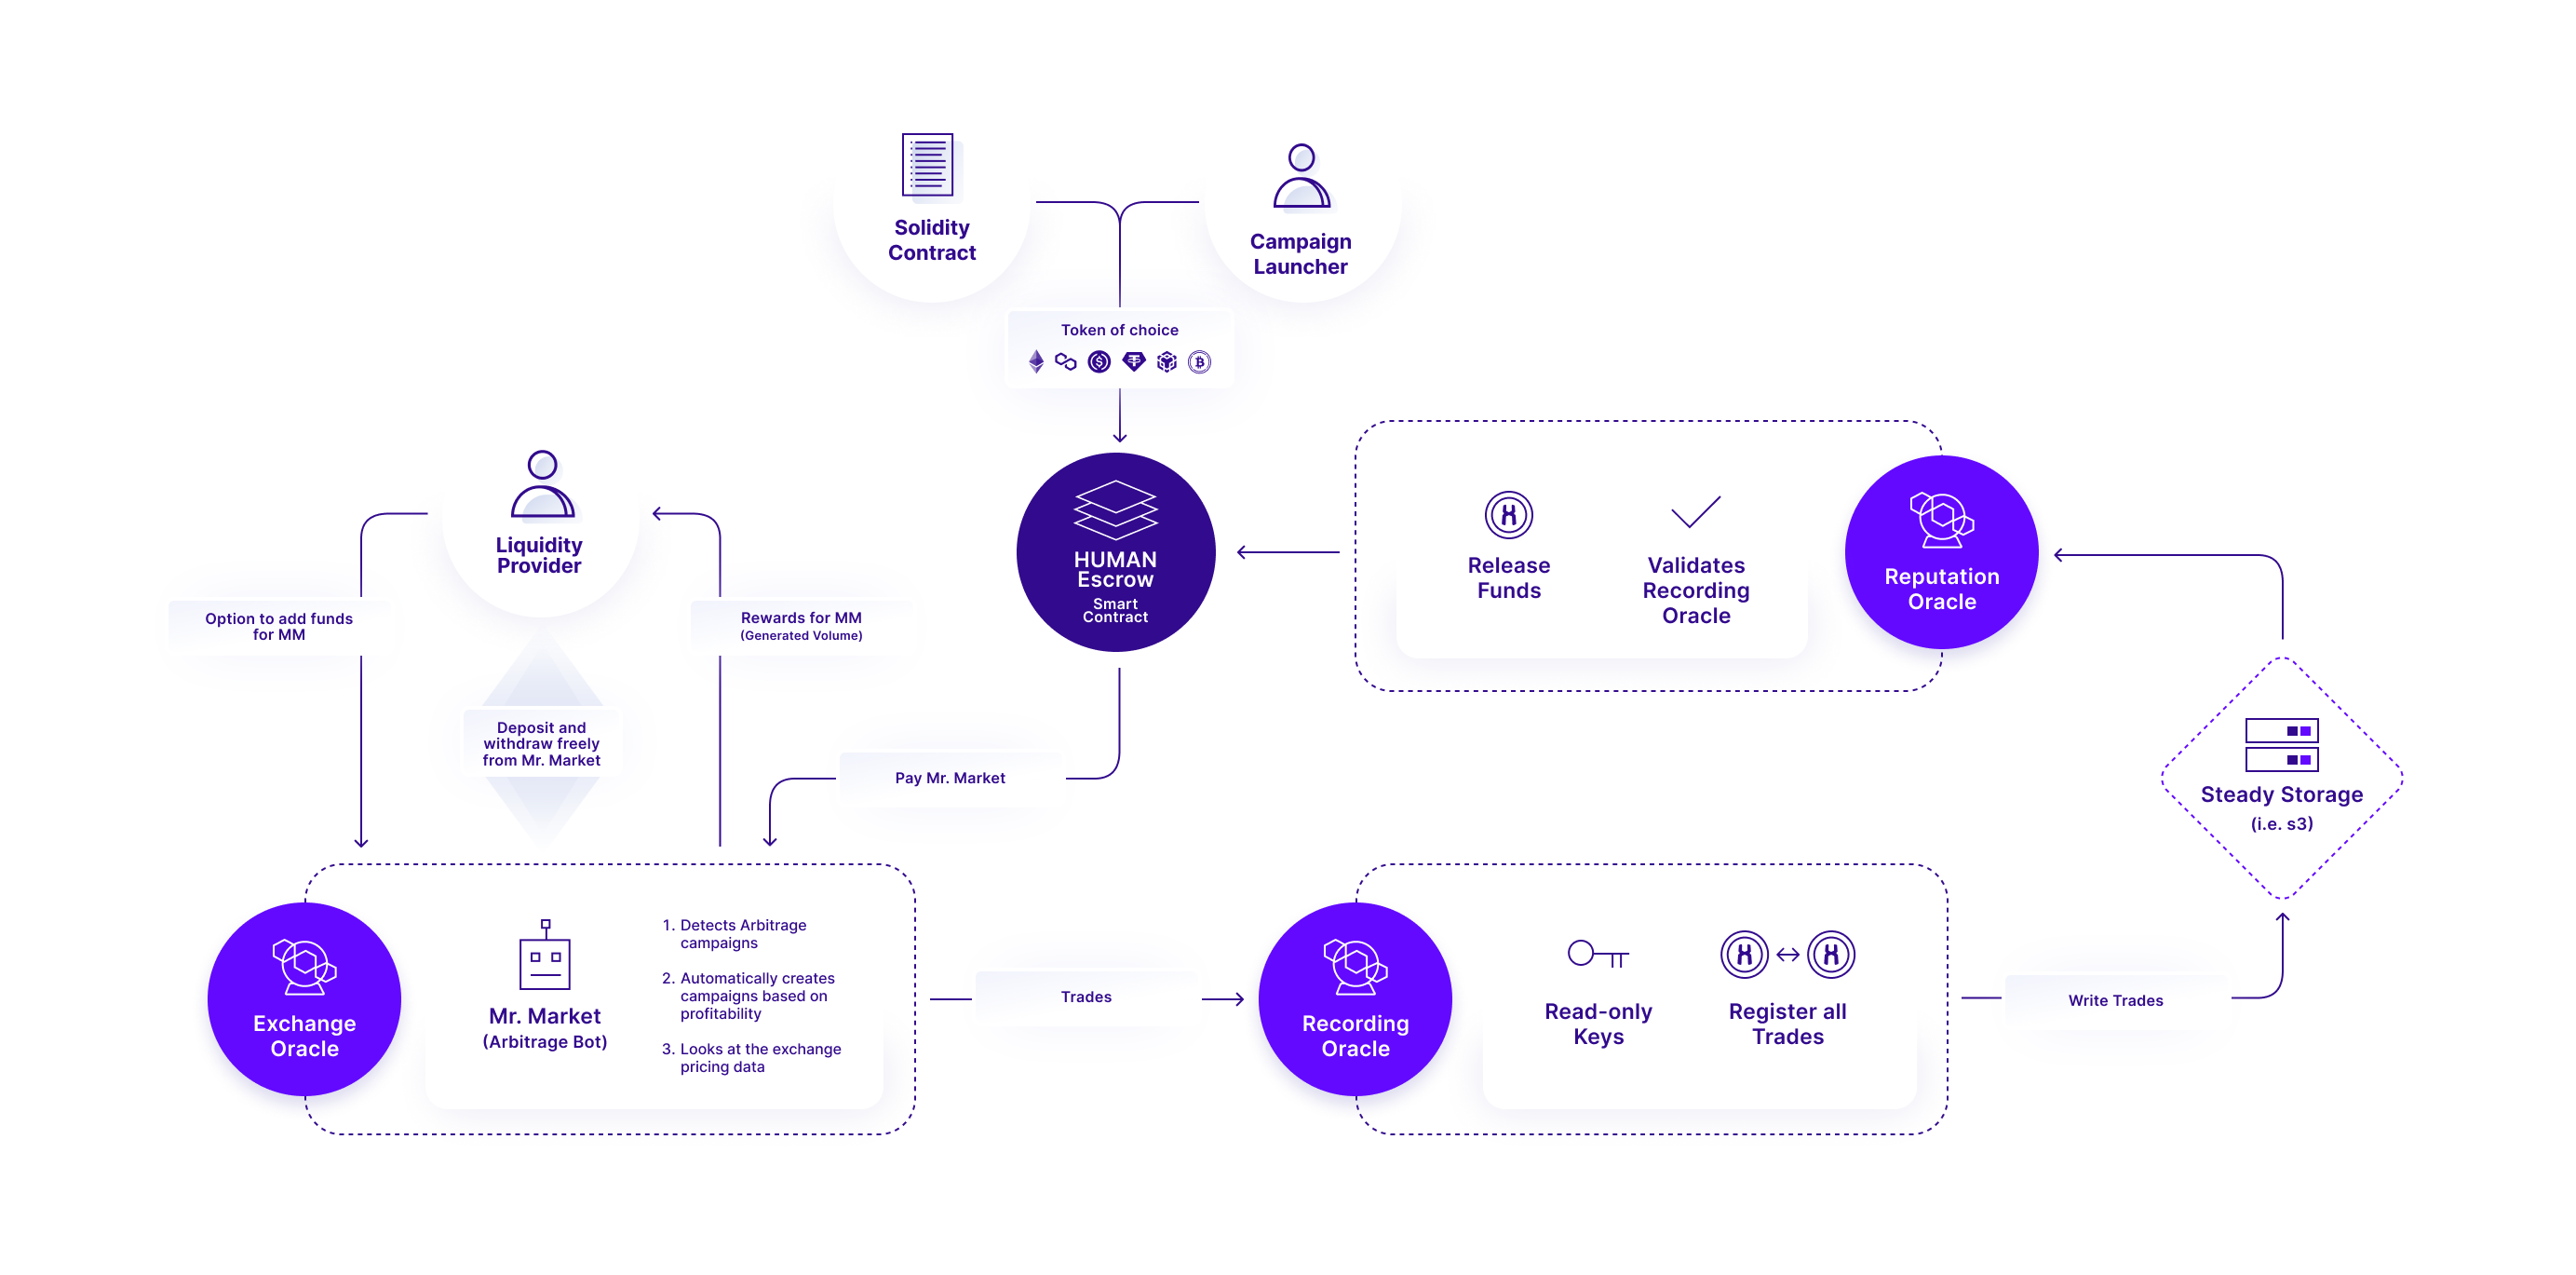 Solidity
Contract
Campaign
Launcher
Token of choice
Liquidity
Provider
HUMAN
Escrow
Smart
Contract
Release
Funds
Validates
Recording
Oracle
Reputation
Oracle
Option to add funds
for MM
Rewards for MM
(Generated Volume)
Deposit and
withdraw freely
from Mr. Market
Pay Mr. Market
Steady Storage
(i.e. s3)
Exchange
Oracle
Mr. Market
(Arbitrage Bot)
1. Detects Arbitrage
campaigns
2. Automatically creates
campaigns based on
profitability
3. Looks at the exchange
pricing data
Trades
Recording
Oracle
Read-only
Keys
Register all
Trades
Write Trades